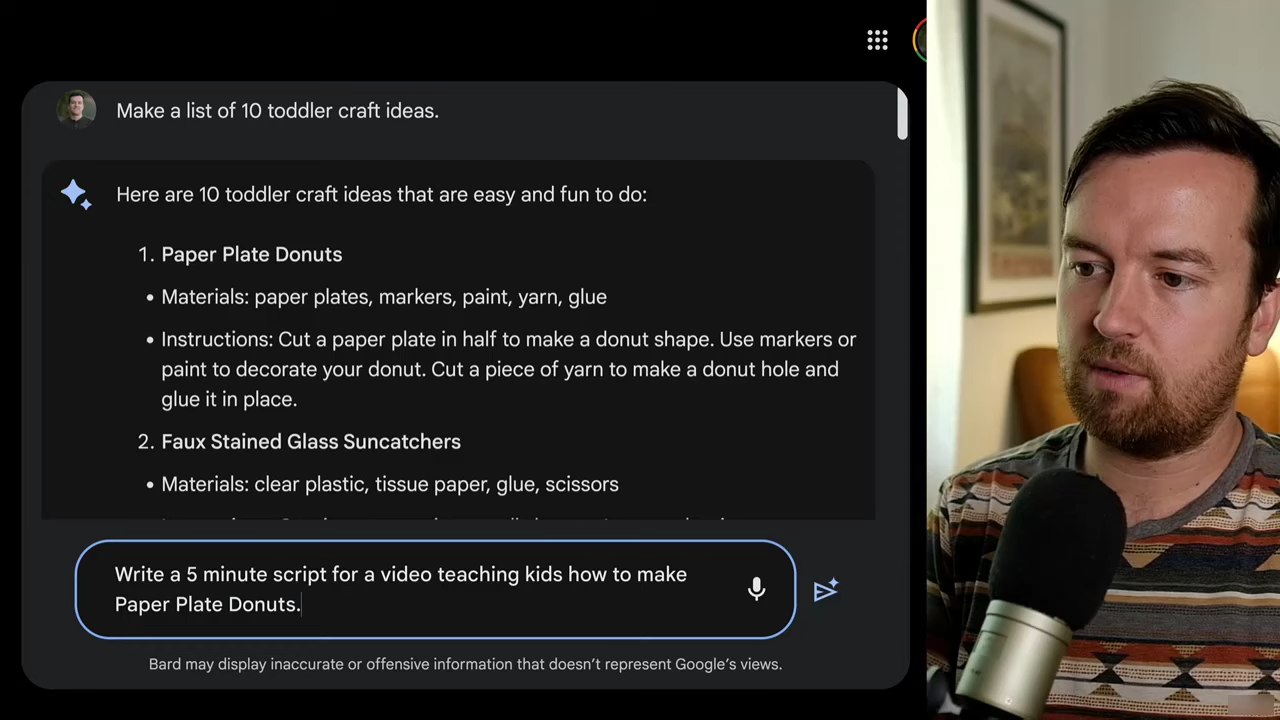 Make a list of 10 toddler craft ideas.
Here are 10 toddler craft ideas that are easy and fun to do:
1. Paper Plate Donuts
• Materials: paper plates, markers, paint, yarn, glue
• Instructions: Cut a paper plate in half to make a donut shape. Use markers or
paint to decorate your donut. Cut a piece of yarn to make a donut hole and
glue it in place.
2. Faux Stained Glass Suncatchers
• Materials: clear plastic, tissue paper, glue, scissors
Write a 5 minute script for a video teaching kids how to make
Paper Plate Donuts.
Bard may display inaccurate or offensive information that doesn't represent Google's views.